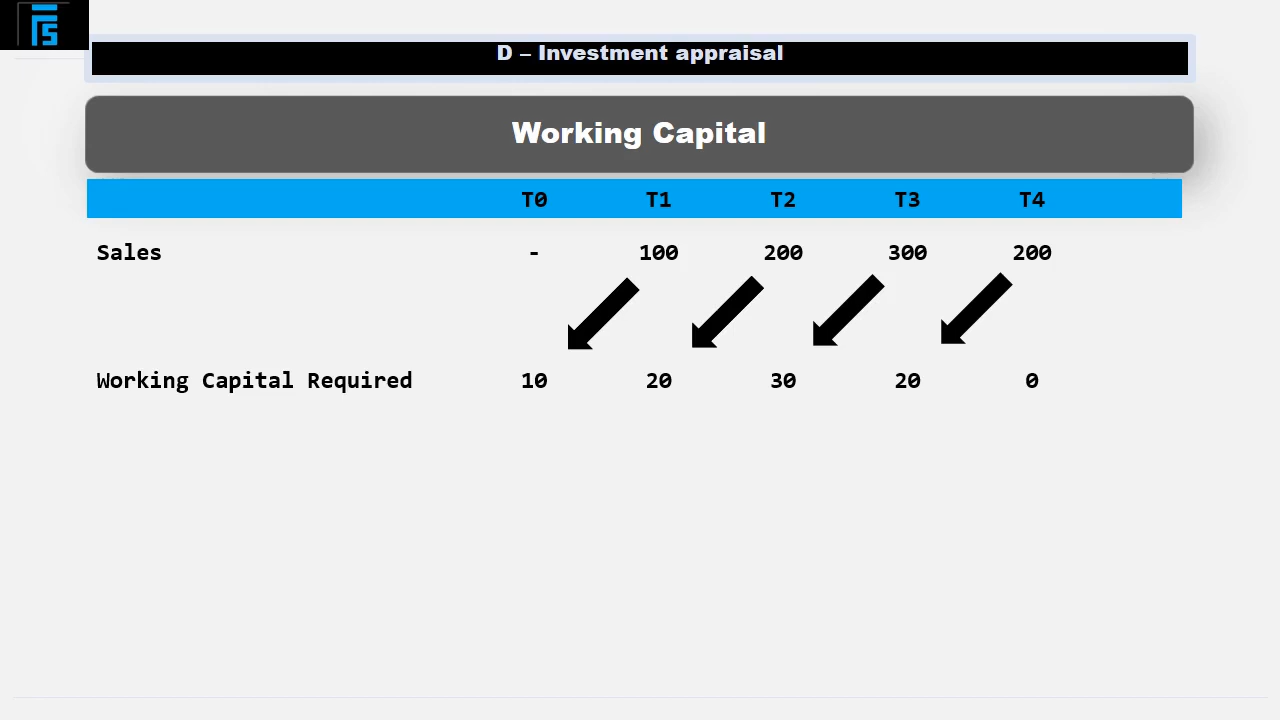 D – Investment appraisal
Working Capital
T0 T1 T2 T3 T4
Sales - 100 200 300 200
Working Capital Required 10 20 30 20 0